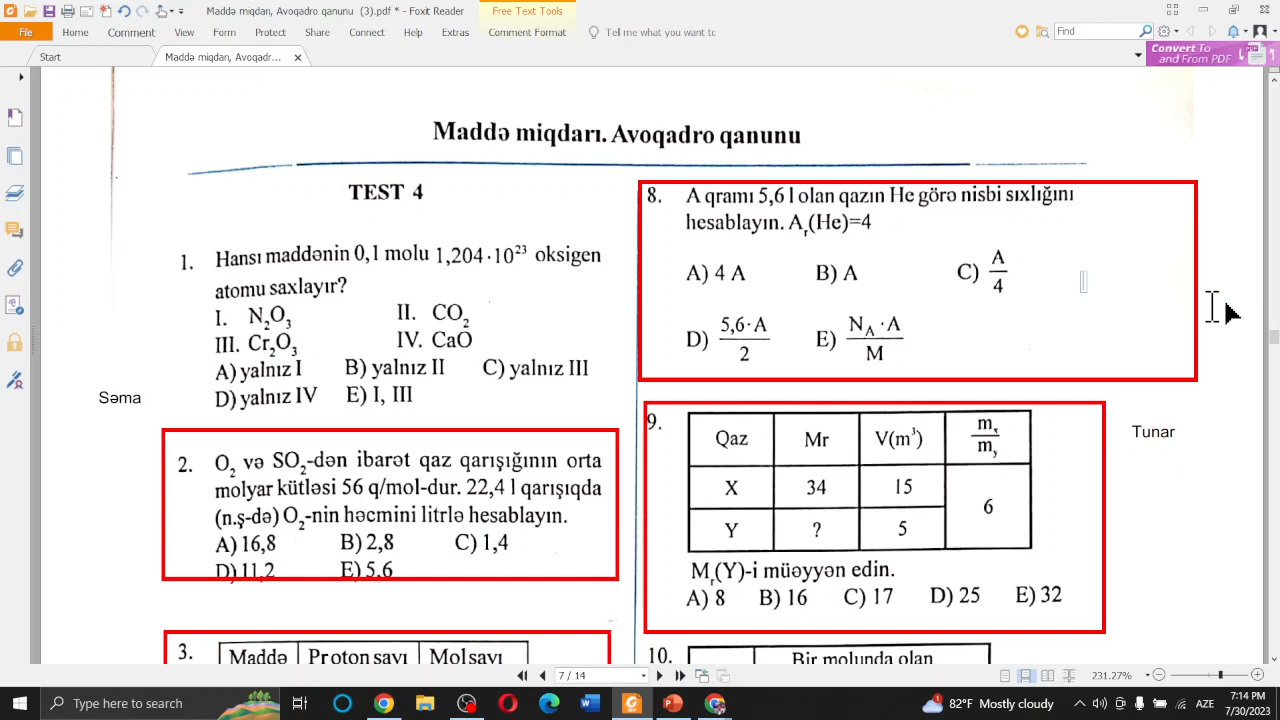 Maddə miqdarı, Avoqadro qanunu (3).pdf * - Foxit Reader
Free Text Tools
File Home Comment View Form Protect Share Connect Help Extras Comment Format Tell me what you want to
Find
Start
Maddə miqdarı, Avoqadr...
Convert To
and From PDF
Maddə miqdarı. Avoqadro qanunu
TEST 4
1. Hansı maddənin 0,1 molu 1,204·10²³ oksigen
atomu saxlayır?
I. N₂O₃ II. CO₂
III. Cr₂O₃ IV. CaO
A) yalnız I B) yalnız II C) yalnız III
D) yalnız IV E) I, III
Səma
2. O₂ və SO₂-dən ibarət qaz qarışığının orta
molyar kütləsi 56 q/mol-dur. 22,4 l qarışıqda
(n.ş-də) O₂-nin həcmini litrlə hesablayın.
A) 16,8 B) 2,8 C) 1,4
D) 11,2 E) 5,6
3. Maddə Proton sayı Mol sayı
8. A qramı 5,6 l olan qazın He görə nisbi sıxlığını
hesablayın. Aᵣ(He)=4
A) 4 A B) A C) A/4
D) 5,6·A/2 E) N_A·A/M
9. Qaz Mr V(m³) mₓ/mᵧ
X 34 15 6
Y ? 5
Mᵣ(Y)-i müəyyən edin.
A) 8 B) 16 C) 17 D) 25 E) 32
Tunar
10. Bir molunda olan
7 / 14
231.27%
Type here to search
82°F Mostly cloudy
AZE
7:14 PM
7/30/2023